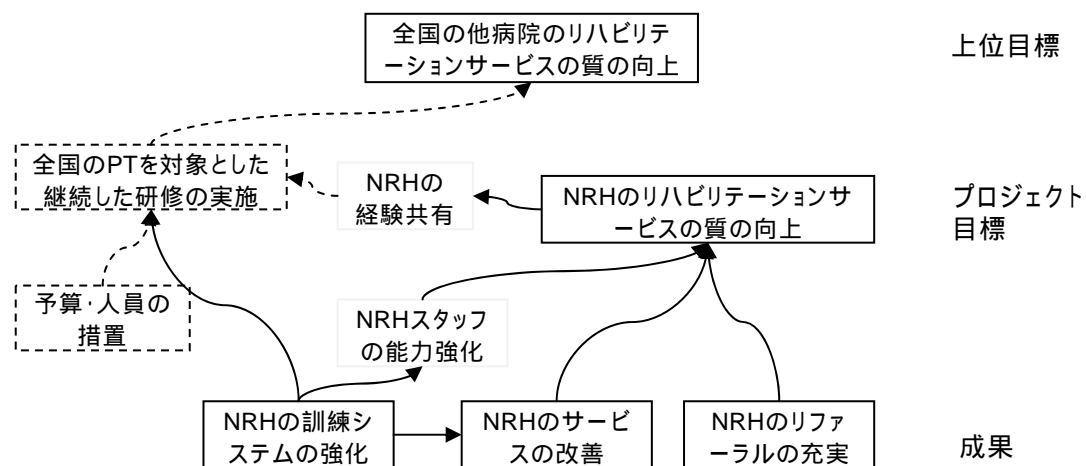 全国の他病院のリハビリテ
ーションサービスの質の向上
上位目標
全国のPTを対象とした
継続した研修の実施
NRHの
経験共有
NRHのリハビリテーションサ
ービスの質の向上
プロジェクト
目標
予算・人員の
措置
NRHスタッフ
の能力強化
NRHの訓練シ
ステムの強化
NRHのサービ
スの改善
NRHのリファ
ーラルの充実
成果